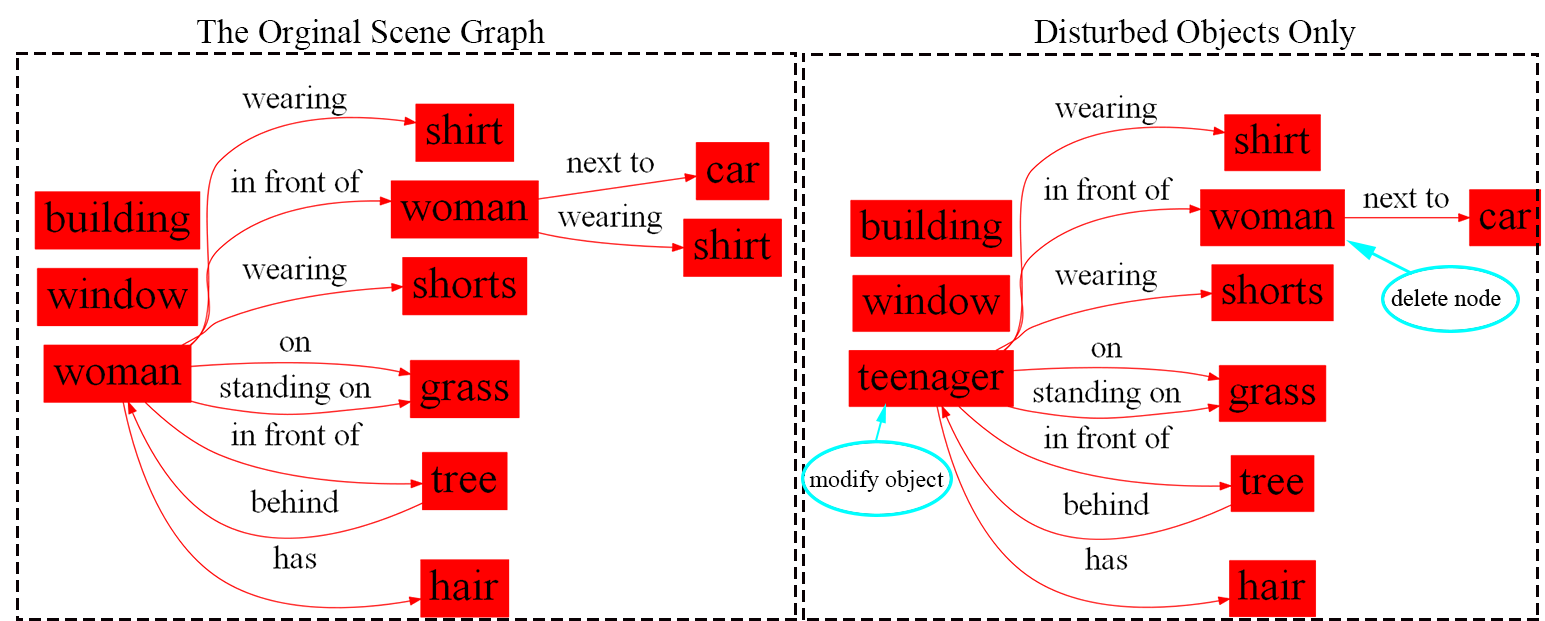 The Orginal Scene Graph
wearing
shirt
in front of
woman
next to
car
wearing
shirt
building
window
wearing
shorts
woman
on
standing on
grass
in front of
tree
behind
has
hair
Disturbed Objects Only
wearing
shirt
in front of
woman
next to
car
building
window
wearing
shorts
delete node
teenager
on
standing on
grass
modify object
in front of
tree
behind
has
hair